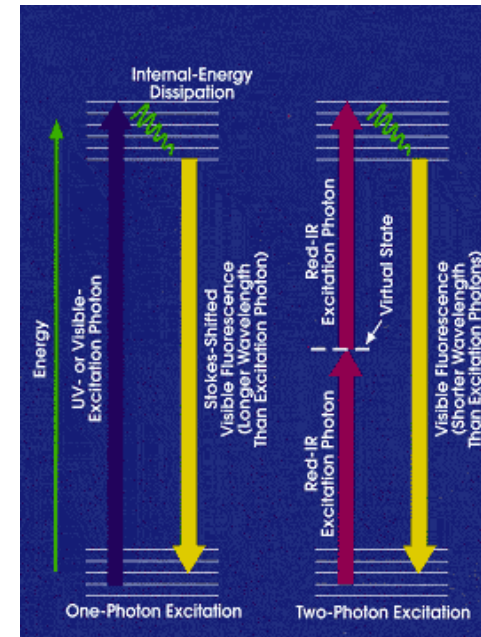 Internal-Energy
Dissipation
Energy
UV- or Visible-
Excitation Photon
Stokes-Shifted
Visible Fluorescence
(Longer Wavelength
Than Excitation Photon)
Red-IR
Excitation Photon
Red-IR
Excitation Photon
Virtual State
Visible Fluorescence
(Shorter Wavelength
Than Excitation Photons)
One-Photon Excitation
Two-Photon Excitation